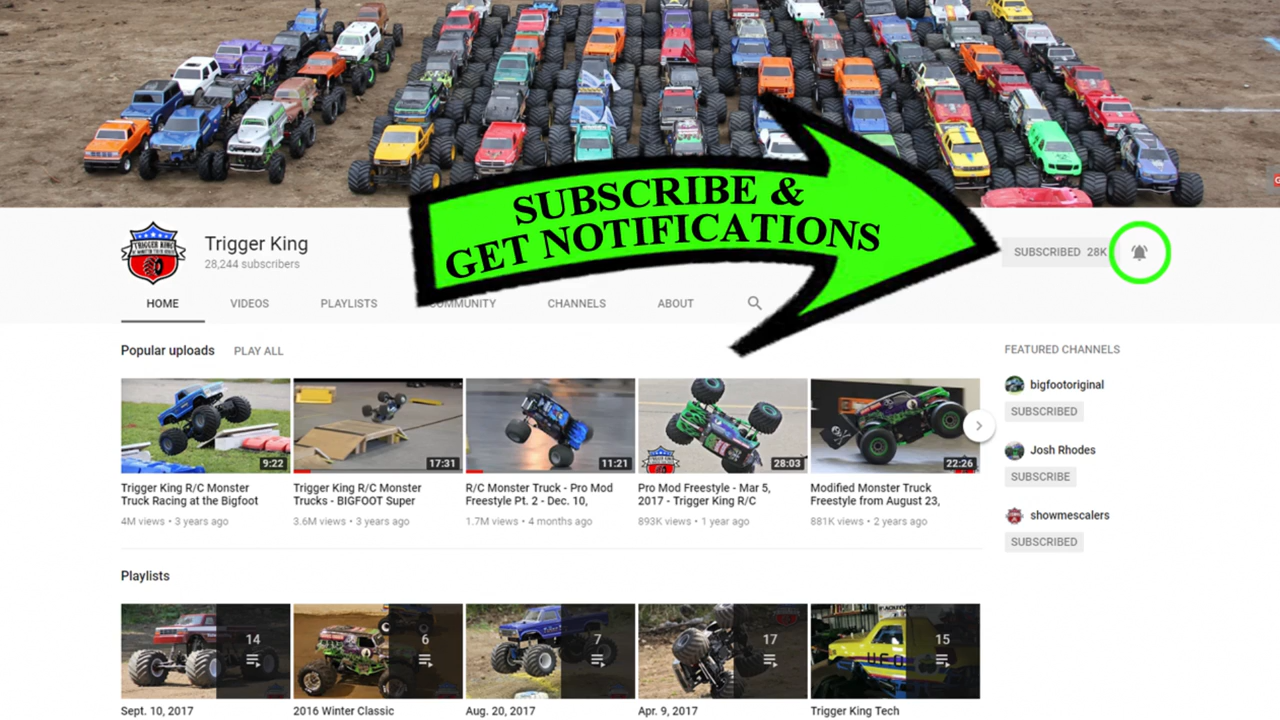 SUBSCRIBE &
GET NOTIFICATIONS
TRIGGER KING
Trigger King
28,244 subscribers
SUBSCRIBED 28K
HOME VIDEOS PLAYLISTS COMMUNITY CHANNELS ABOUT
Popular uploads PLAY ALL
9:22
Trigger King R/C Monster
Truck Racing at the Bigfoot
4M views • 3 years ago
17:31
Trigger King R/C Monster
Trucks - BIGFOOT Super
3.6M views • 3 years ago
11:21
R/C Monster Truck - Pro Mod
Freestyle Pt. 2 - Dec. 10,
1.7M views • 4 months ago
28:03
Pro Mod Freestyle - Mar 5,
2017 - Trigger King R/C
893K views • 1 year ago
22:26
Modified Monster Truck
Freestyle from August 23,
881K views • 2 years ago
FEATURED CHANNELS
bigfootoriginal
SUBSCRIBED
Josh Rhodes
SUBSCRIBE
showmescalers
SUBSCRIBED
Playlists
14
Sept. 10, 2017
6
2016 Winter Classic
7
Aug. 20, 2017
17
Apr. 9, 2017
UFO
15
Trigger King Tech